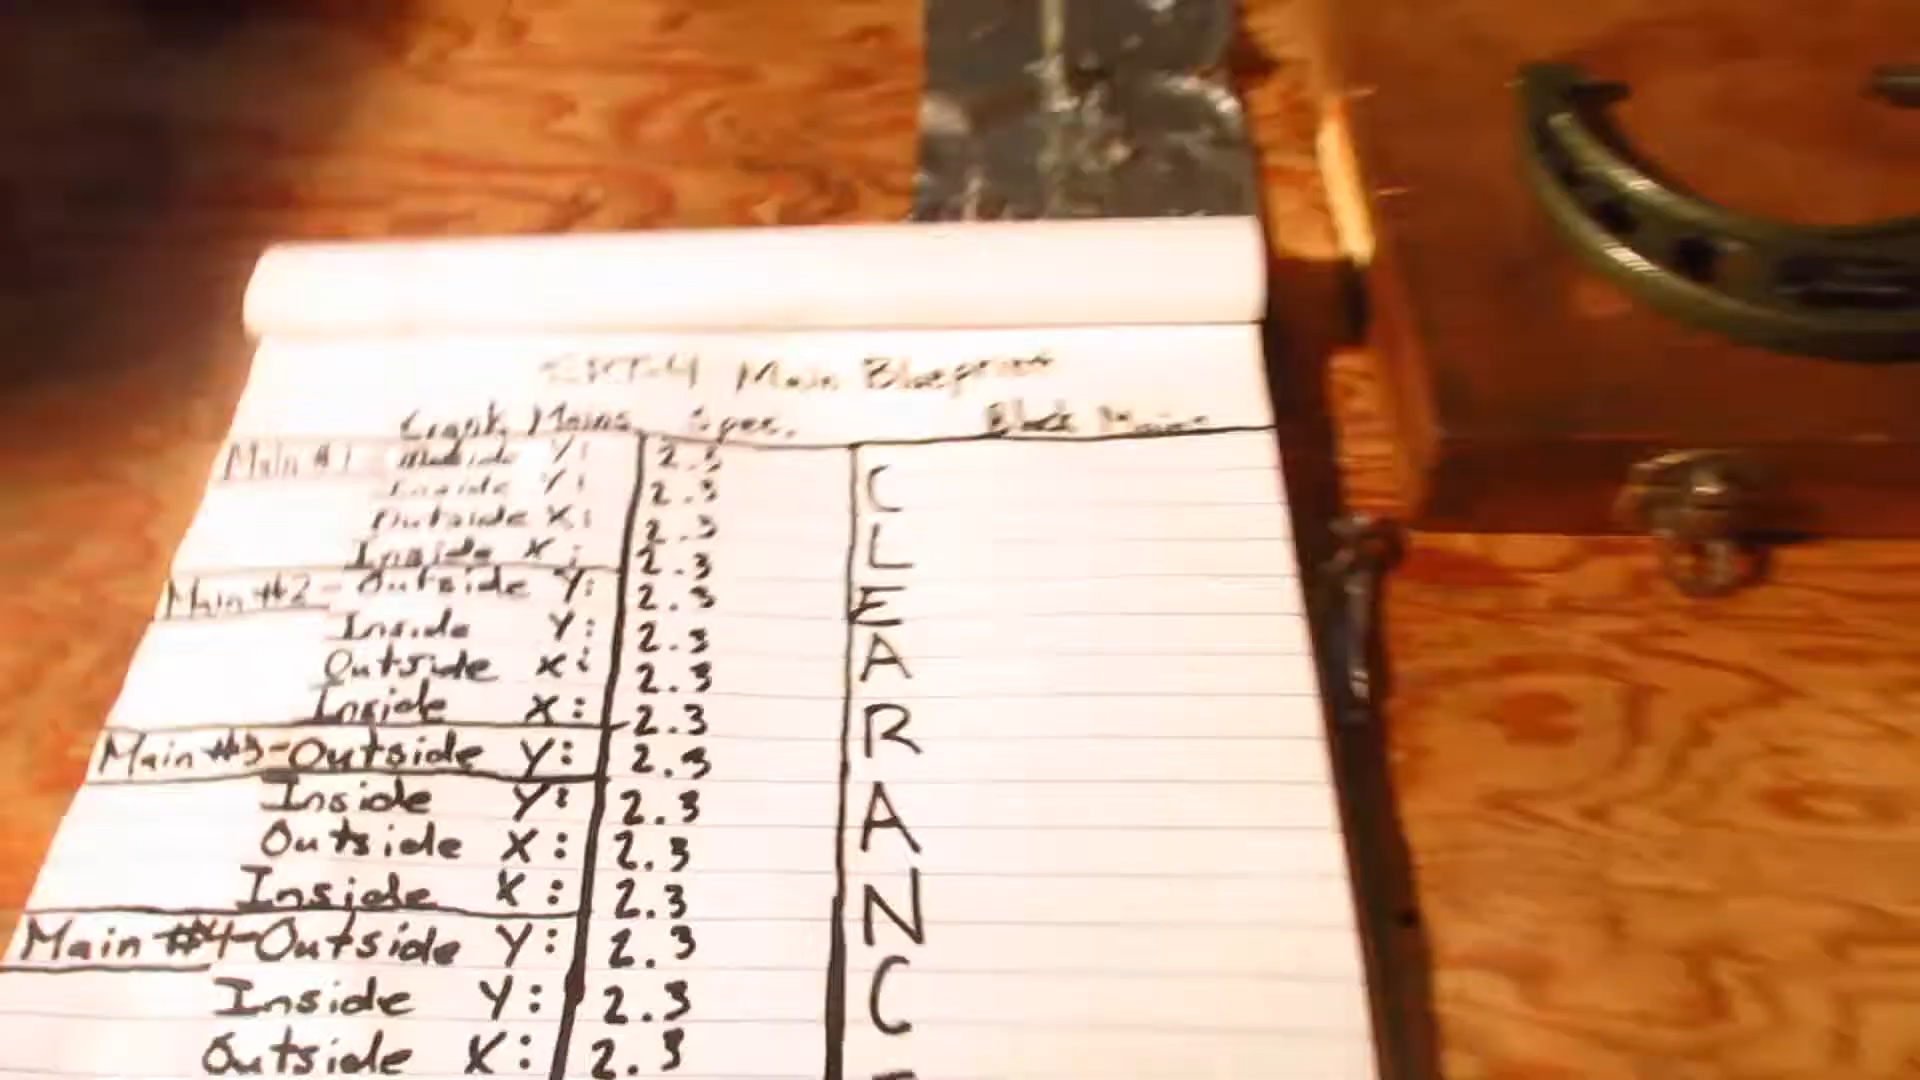 SRT-4 Main Blueprint
Crank Mains Spec. Block Mains
Main #1 Outside Y: 2.3
Inside Y: 2.3
Outside X: 2.3
Inside X: 2.3
Main #2-Outside Y: 2.3
Inside Y: 2.3
Outside X: 2.3
Inside X: 2.3
Main #3-Outside Y: 2.3
Inside Y: 2.3
Outside X: 2.3
Inside X: 2.3
Main #4-Outside Y: 2.3
Inside Y: 2.3
Outside X: 2.3
C
L
E
A
R
A
N
C